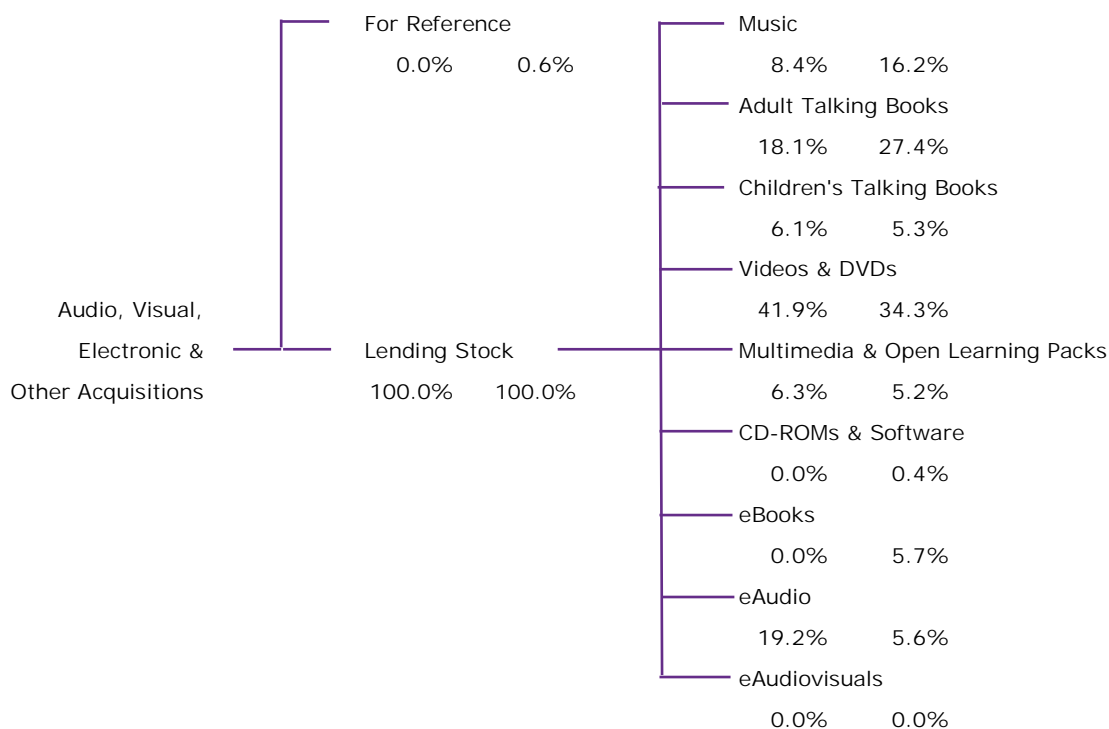 For Reference
0.0% 0.6%
Audio, Visual,
Electronic &
Other Acquisitions
Lending Stock
100.0% 100.0%
Music
8.4% 16.2%
Adult Talking Books
18.1% 27.4%
Children's Talking Books
6.1% 5.3%
Videos & DVDs
41.9% 34.3%
Multimedia & Open Learning Packs
6.3% 5.2%
CD-ROMs & Software
0.0% 0.4%
eBooks
0.0% 5.7%
eAudio
19.2% 5.6%
eAudiovisuals
0.0% 0.0%